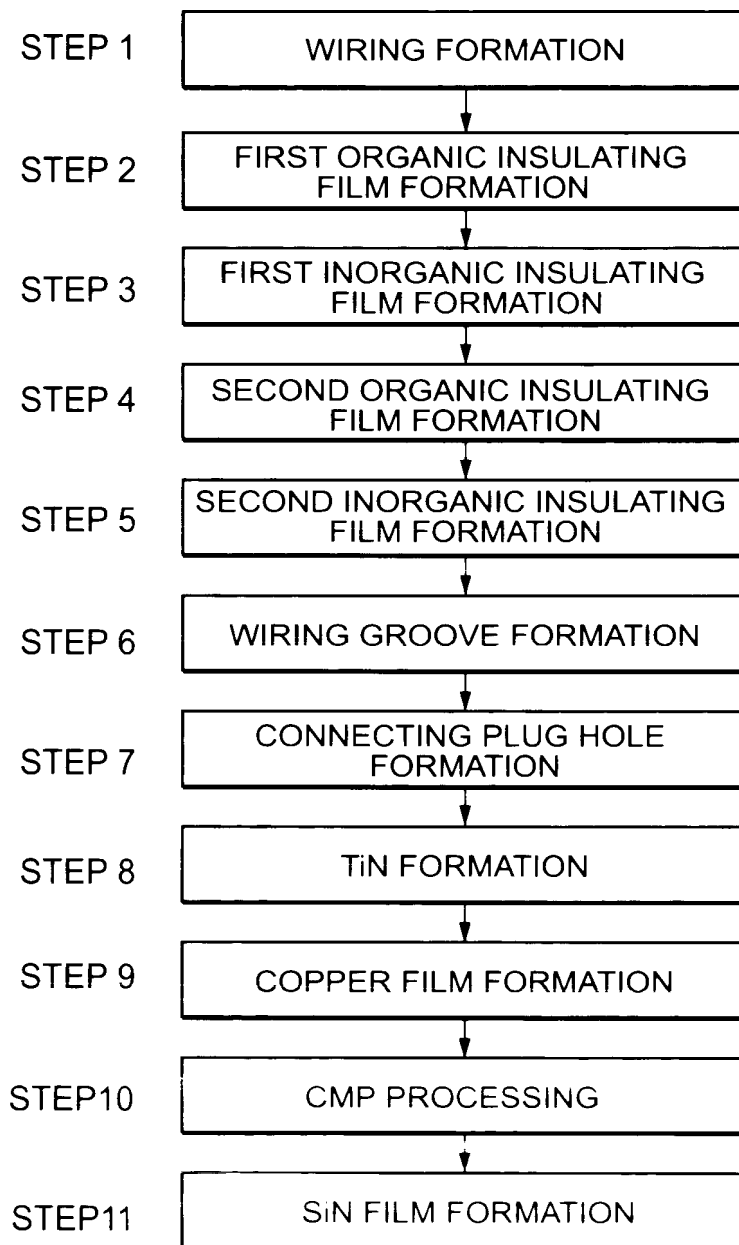 STEP 1
WIRING FORMATION
STEP 2
FIRST ORGANIC INSULATING
FILM FORMATION
STEP 3
FIRST INORGANIC INSULATING
FILM FORMATION
STEP 4
SECOND ORGANIC INSULATING
FILM FORMATION
STEP 5
SECOND INORGANIC INSULATING
FILM FORMATION
STEP 6
WIRING GROOVE FORMATION
STEP 7
CONNECTING PLUG HOLE
FORMATION
STEP 8
TiN FORMATION
STEP 9
COPPER FILM FORMATION
STEP10
CMP PROCESSING
STEP11
SiN FILM FORMATION